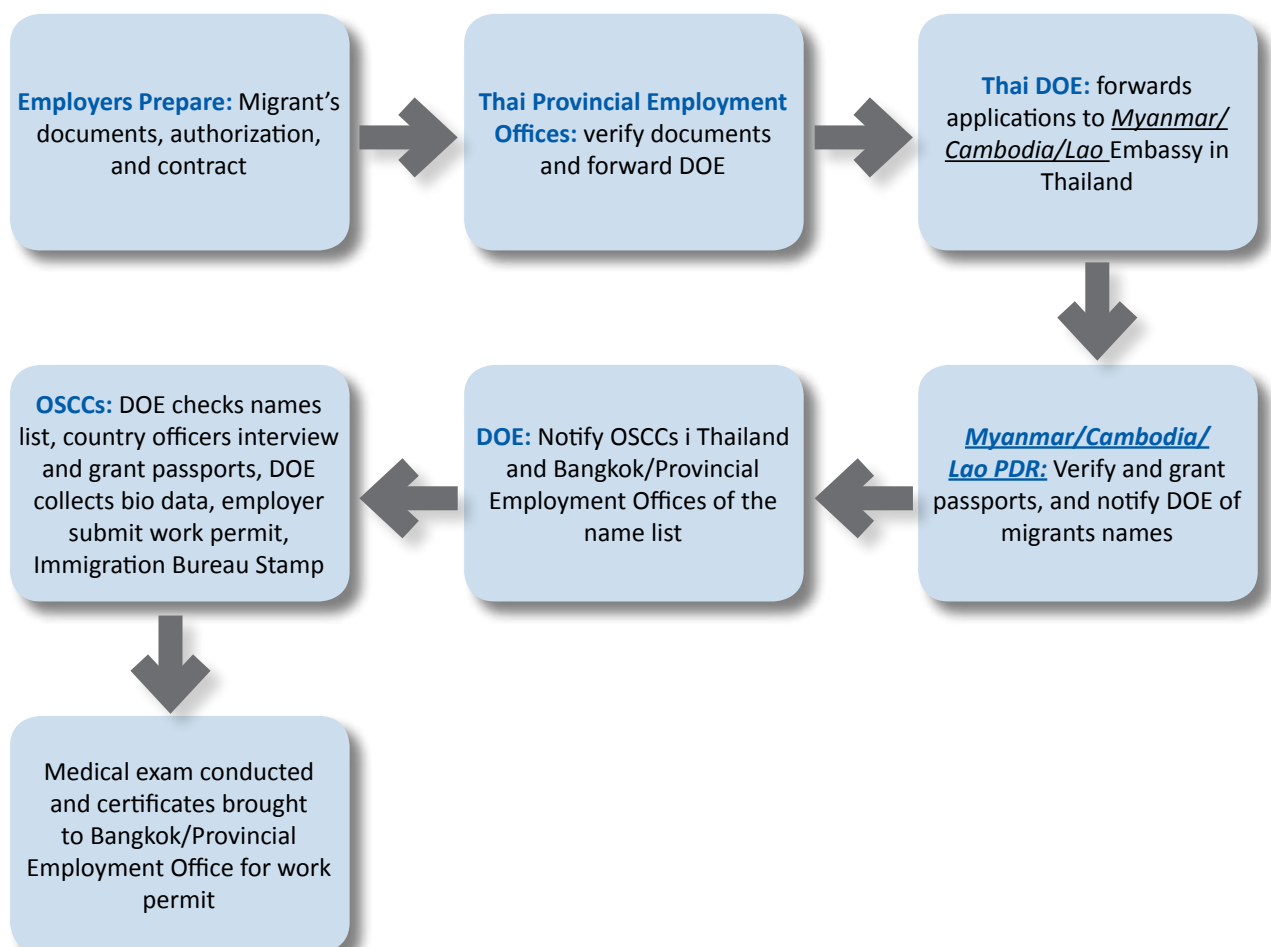 Employers Prepare: Migrant's
documents, authorization,
and contract
Thai Provincial Employment
Offices: verify documents
and forward DOE
Thai DOE: forwards
applications to Myanmar/
Cambodia/Lao Embassy in
Thailand
Myanmar/Cambodia/
Lao PDR: Verify and grant
passports, and notify DOE of
migrants names
DOE: Notify OSCCs i Thailand
and Bangkok/Provincial
Employment Offices of the
name list
OSCCs: DOE checks names
list, country officers interview
and grant passports, DOE
collects bio data, employer
submit work permit,
Immigration Bureau Stamp
Medical exam conducted
and certificates brought
to Bangkok/Provincial
Employment Office for work
permit